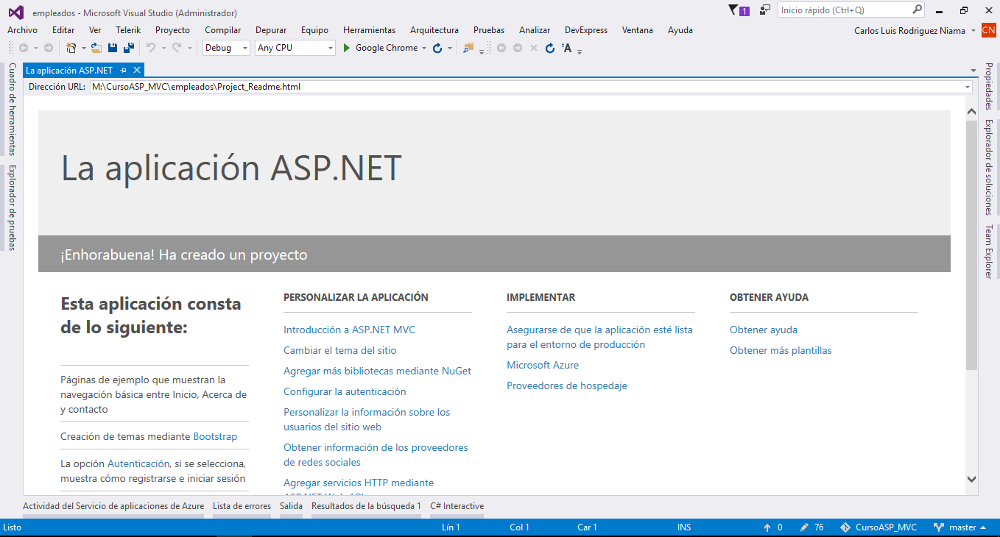 empleados - Microsoft Visual Studio (Administrador)
1
Inicio rápido (Ctrl+Q)
Archivo Editar Ver Telerik Proyecto Compilar Depurar Equipo Herramientas Arquitectura Pruebas Analizar DevExpress Ventana Ayuda
Carlos Luis Rodriguez Niama CN
Debug Any CPU Google Chrome
Cuadro de herramientas
Explorador de pruebas
La aplicación ASP.NET
Dirección URL: M:\CursoASP_MVC\empleados\Project_Readme.html
La aplicación ASP.NET
¡Enhorabuena! Ha creado un proyecto
Esta aplicación consta
de lo siguiente:
Páginas de ejemplo que muestran la
navegación básica entre Inicio, Acerca de
y contacto
Creación de temas mediante Bootstrap
La opción Autenticación, si se selecciona,
muestra cómo registrarse e iniciar sesión
PERSONALIZAR LA APLICACIÓN
Introducción a ASP.NET MVC
Cambiar el tema del sitio
Agregar más bibliotecas mediante NuGet
Configurar la autenticación
Personalizar la información sobre los
usuarios del sitio web
Obtener información de los proveedores
de redes sociales
Agregar servicios HTTP mediante
ASP.NET Web API
IMPLEMENTAR
Asegurarse de que la aplicación esté lista
para el entorno de producción
Microsoft Azure
Proveedores de hospedaje
OBTENER AYUDA
Obtener ayuda
Obtener más plantillas
Propiedades
Explorador de soluciones
Team Explorer
Actividad del Servicio de aplicaciones de Azure Lista de errores Salida Resultados de la búsqueda 1 C# Interactive
Listo Lín 1 Col 1 Car 1 INS 0 76 CursoASP_MVC master